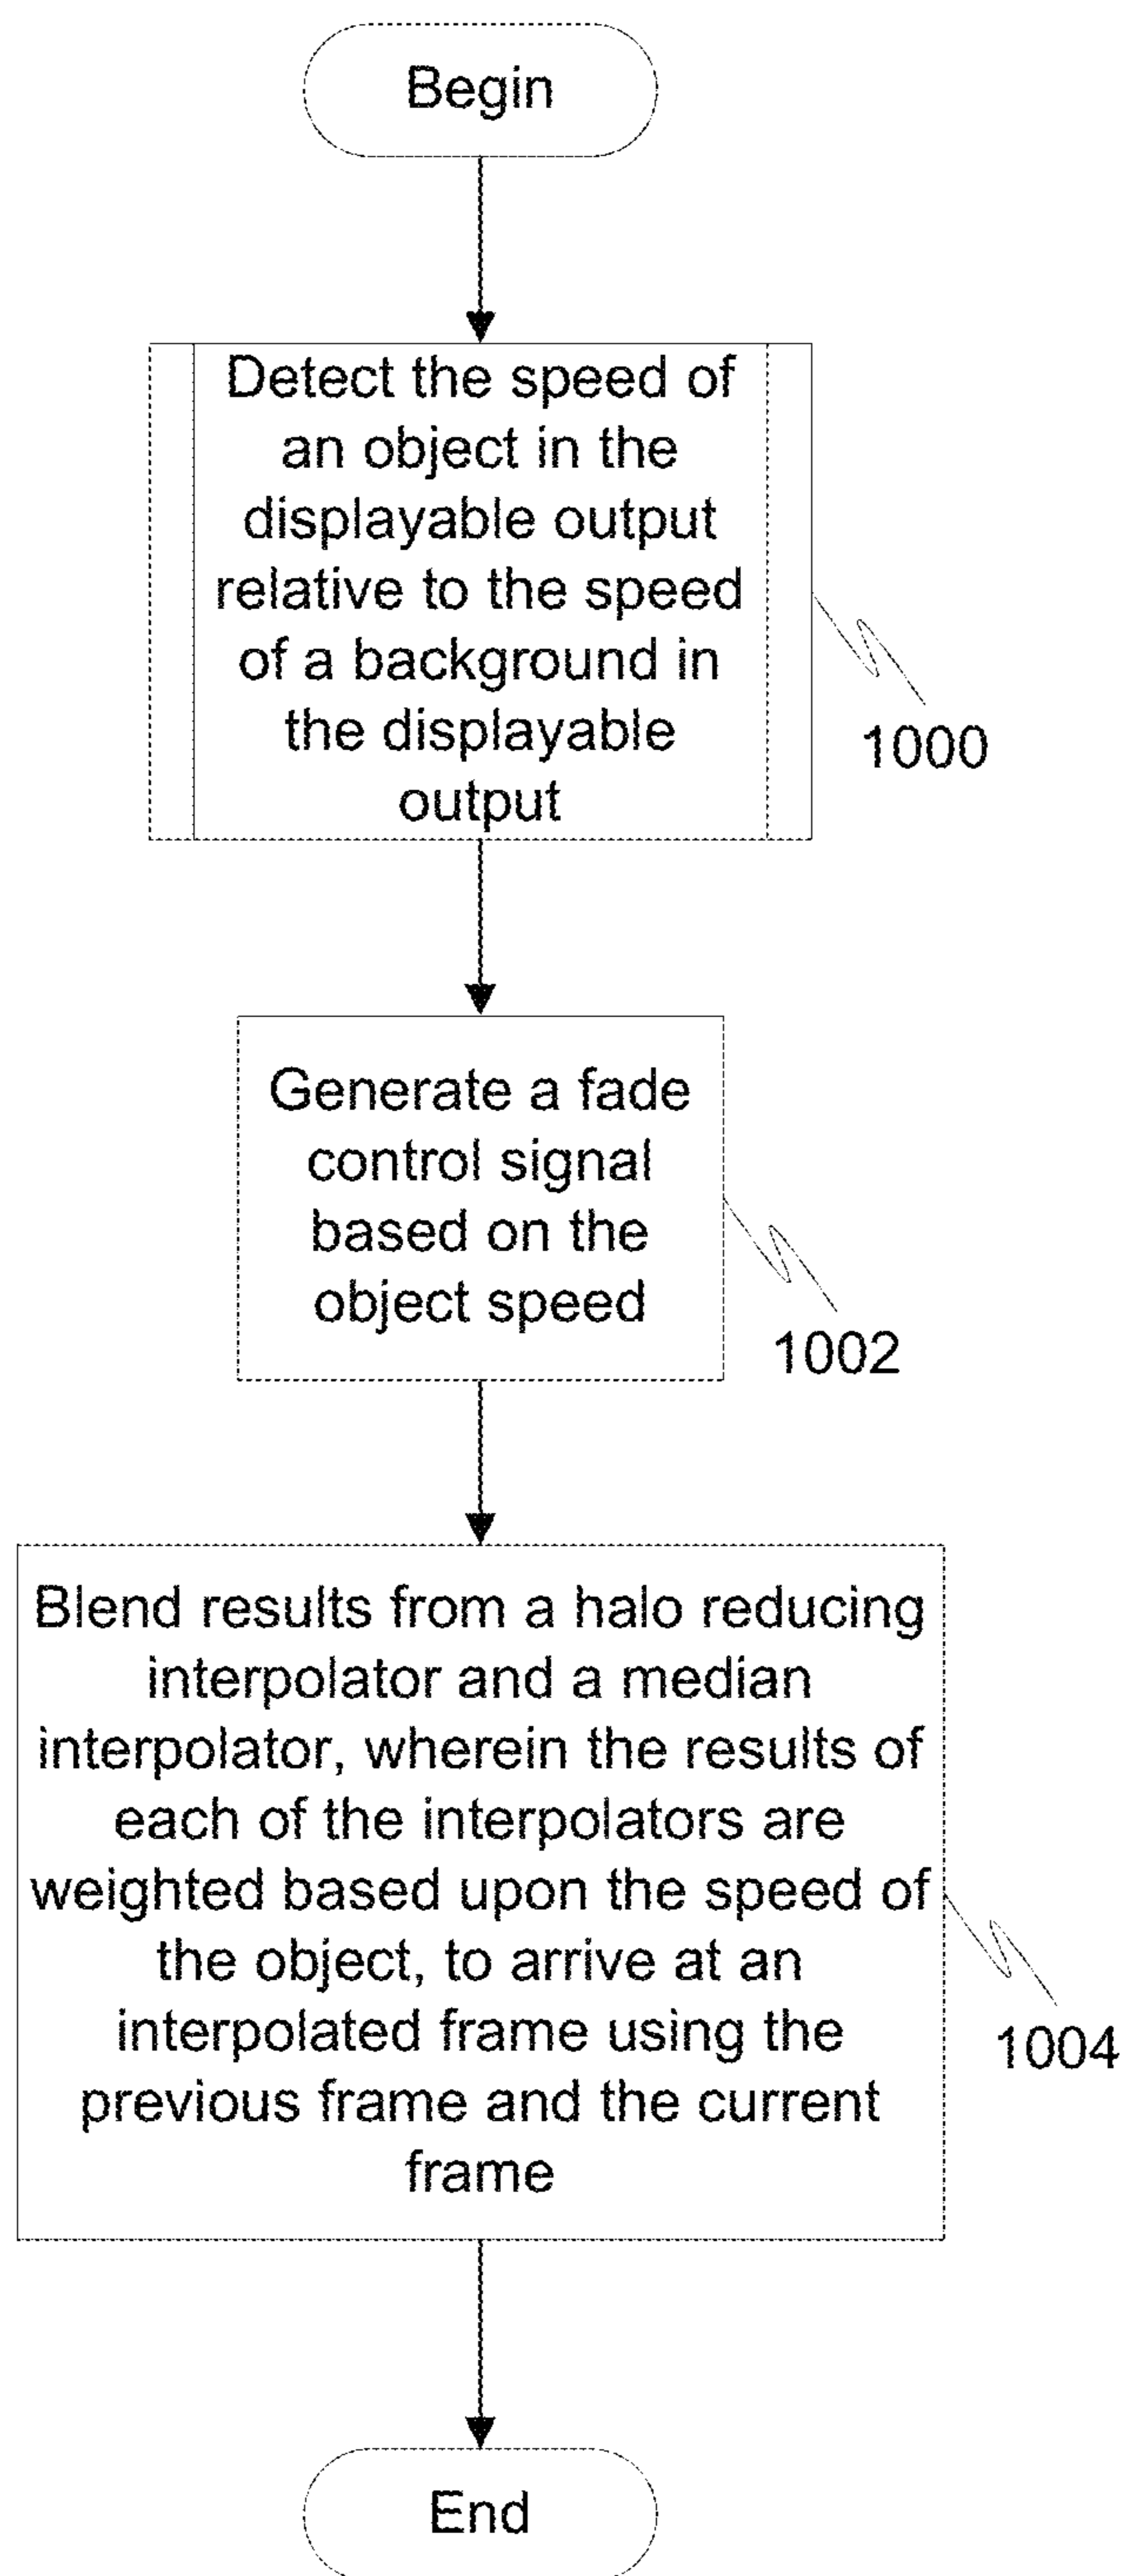 Begin
Detect the speed of
an object in the
displayable output
relative to the speed
of a background in
the displayable
output
1000
Generate a fade
control signal
based on the
object speed
1002
Blend results from a halo reducing
interpolator and a median
interpolator, wherein the results of
each of the interpolators are
weighted based upon the speed of
the object, to arrive at an
interpolated frame using the
previous frame and the current
frame
1004
End